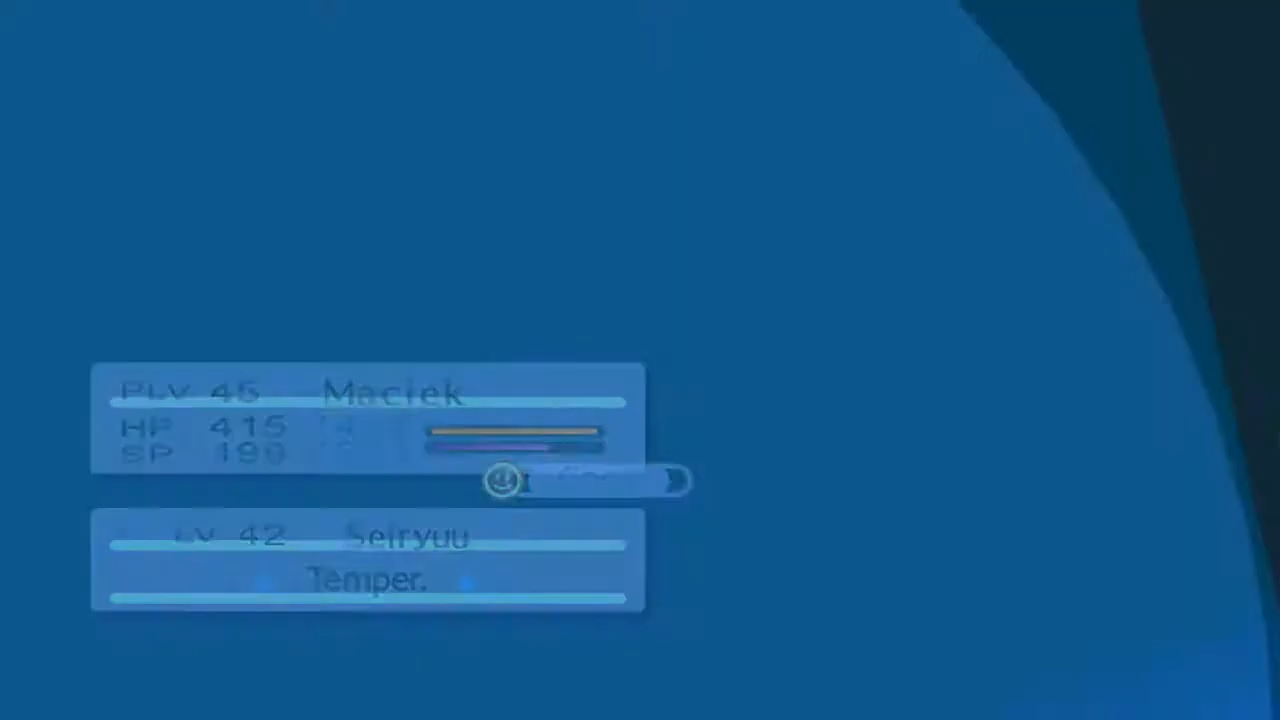 PLV 45 Maciek
HP 415
SP 199
LV 42 Seiryuu
Temper.